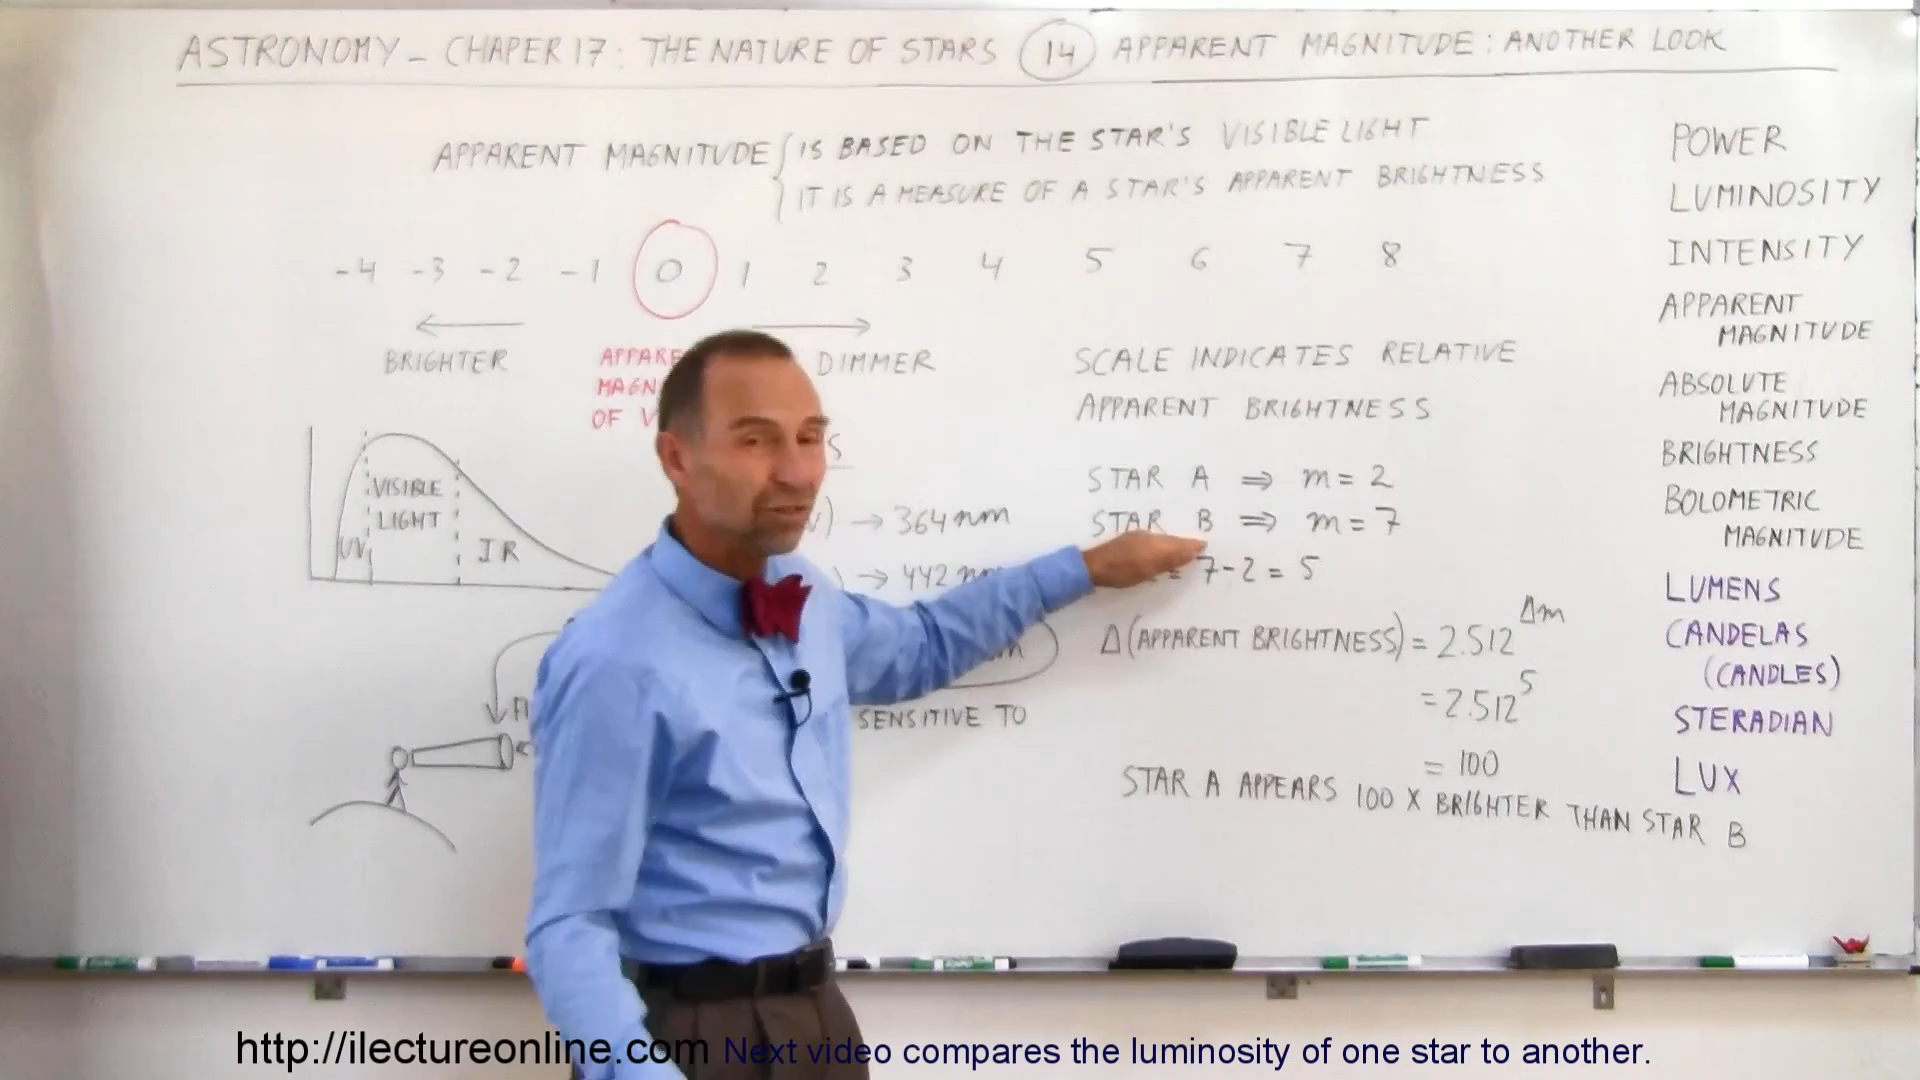 ASTRONOMY - CHAPER 17: THE NATURE OF STARS 14 APPARENT MAGNITUDE: ANOTHER LOOK
APPARENT MAGNITUDE { IS BASED ON THE STAR'S VISIBLE LIGHT
IT IS A MEASURE OF A STAR'S APPARENT BRIGHTNESS
-4 -3 -2 -1 0 1 2 3 4 5 6 7 8
← →
BRIGHTER DIMMER
OF
VISIBLE
LIGHT
UV IR
→ 364 nm
→ 442
SENSITIVE TO
SCALE INDICATES RELATIVE
APPARENT BRIGHTNESS
STAR A ⇒ m = 2
STAR B ⇒ m = 7
= 7-2 = 5
Δ(APPARENT BRIGHTNESS) = 2.512^Δm
= 2.512^5
= 100
STAR A APPEARS 100 X BRIGHTER THAN STAR B
POWER
LUMINOSITY
INTENSITY
APPARENT
MAGNITUDE
ABSOLUTE
MAGNITUDE
BRIGHTNESS
BOLOMETRIC
MAGNITUDE
LUMENS
CANDELAS
(CANDLES)
STERADIAN
LUX
http://ilectureonline.com Next video compares the luminosity of one star to another.